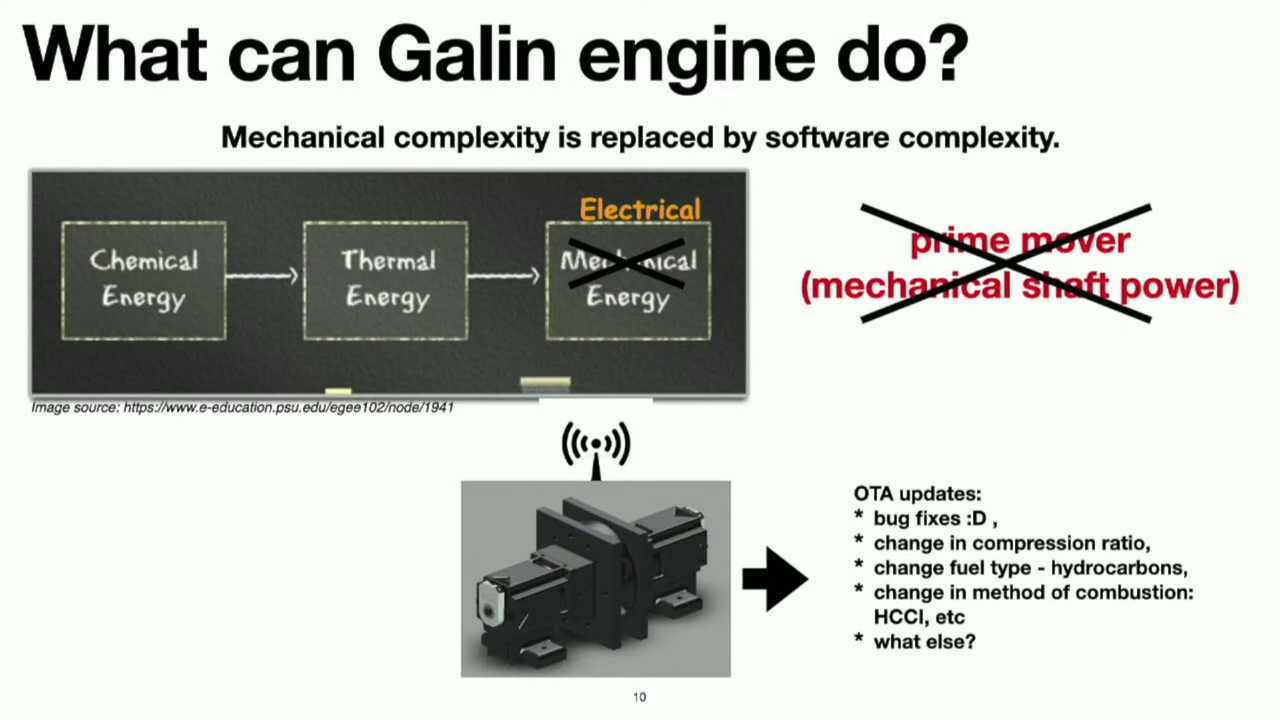 What can Galin engine do?
Mechanical complexity is replaced by software complexity.
Electrical
Chemical
Energy
Thermal
Energy
Mechanical
Energy
prime mover
(mechanical shaft power)
Image source: https://www.e-education.psu.edu/egee102/node/1941
OTA updates:
* bug fixes :D ,
* change in compression ratio,
* change fuel type - hydrocarbons,
* change in method of combustion:
HCCI, etc
* what else?
10